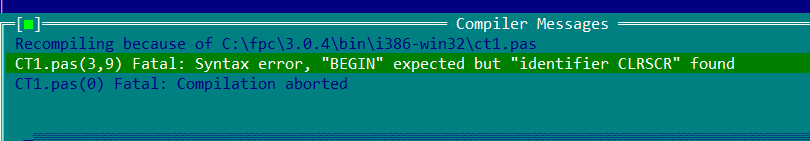 Compiler Messages
Recompiling because of C:\fpc\3.0.4\bin\i386-win32\ct1.pas
CT1.pas(3,9) Fatal: Syntax error, "BEGIN" expected but "identifier CLRSCR" found
CT1.pas(0) Fatal: Compilation aborted